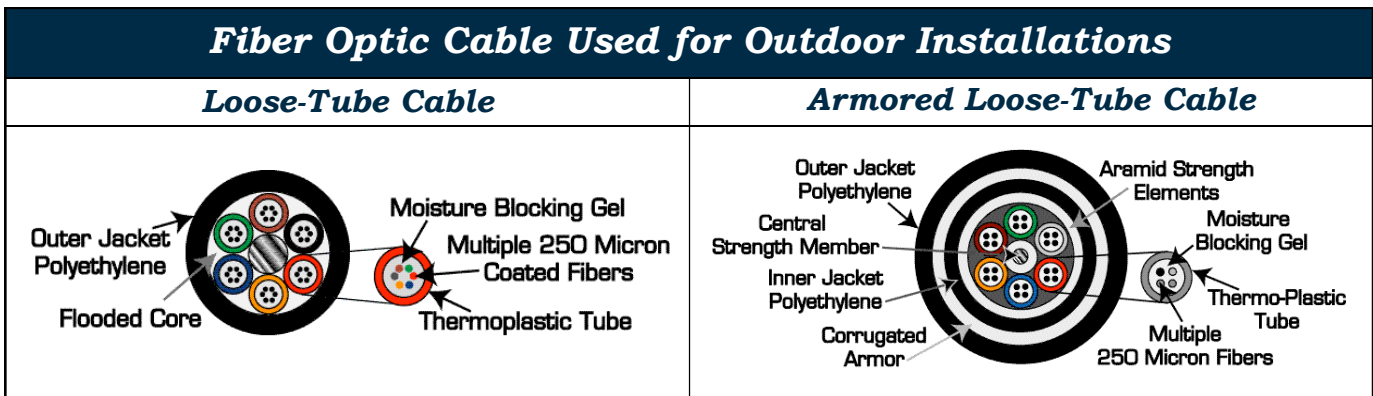 Fiber Optic Cable Used for Outdoor Installations
Loose-Tube Cable
Armored Loose-Tube Cable
Outer Jacket
Polyethylene
Flooded Core
Moisture Blocking Gel
Multiple 250 Micron
Coated Fibers
Thermoplastic Tube
Outer Jacket
Polyethylene
Central
Strength Member
Inner Jacket
Polyethylene
Corrugated
Armor
Aramid Strength
Elements
Moisture
Blocking Gel
Thermo-Plastic
Tube
Multiple
250 Micron Fibers